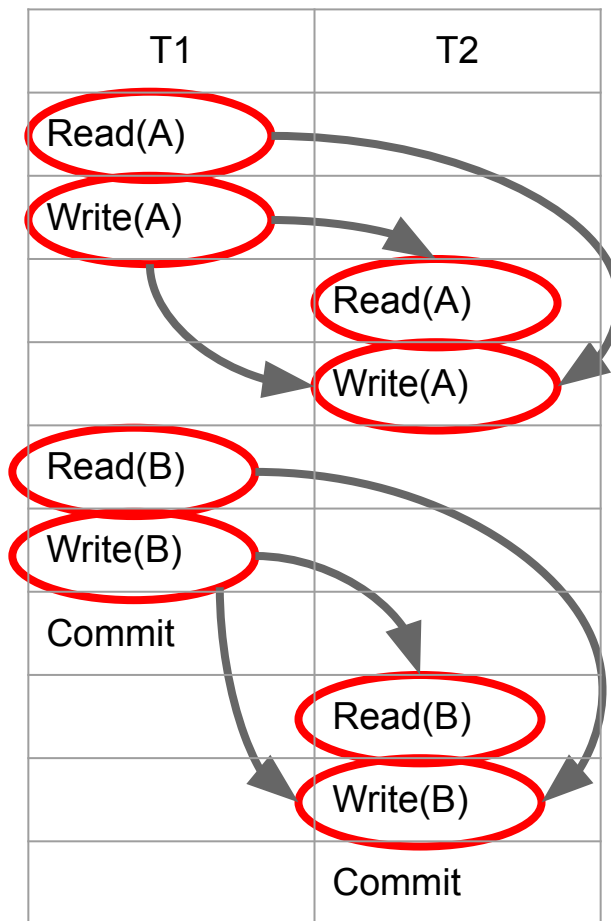 T1 T2
Read(A)
Write(A)
Read(A)
Write(A)
Read(B)
Write(B)
Commit
Read(B)
Write(B)
Commit